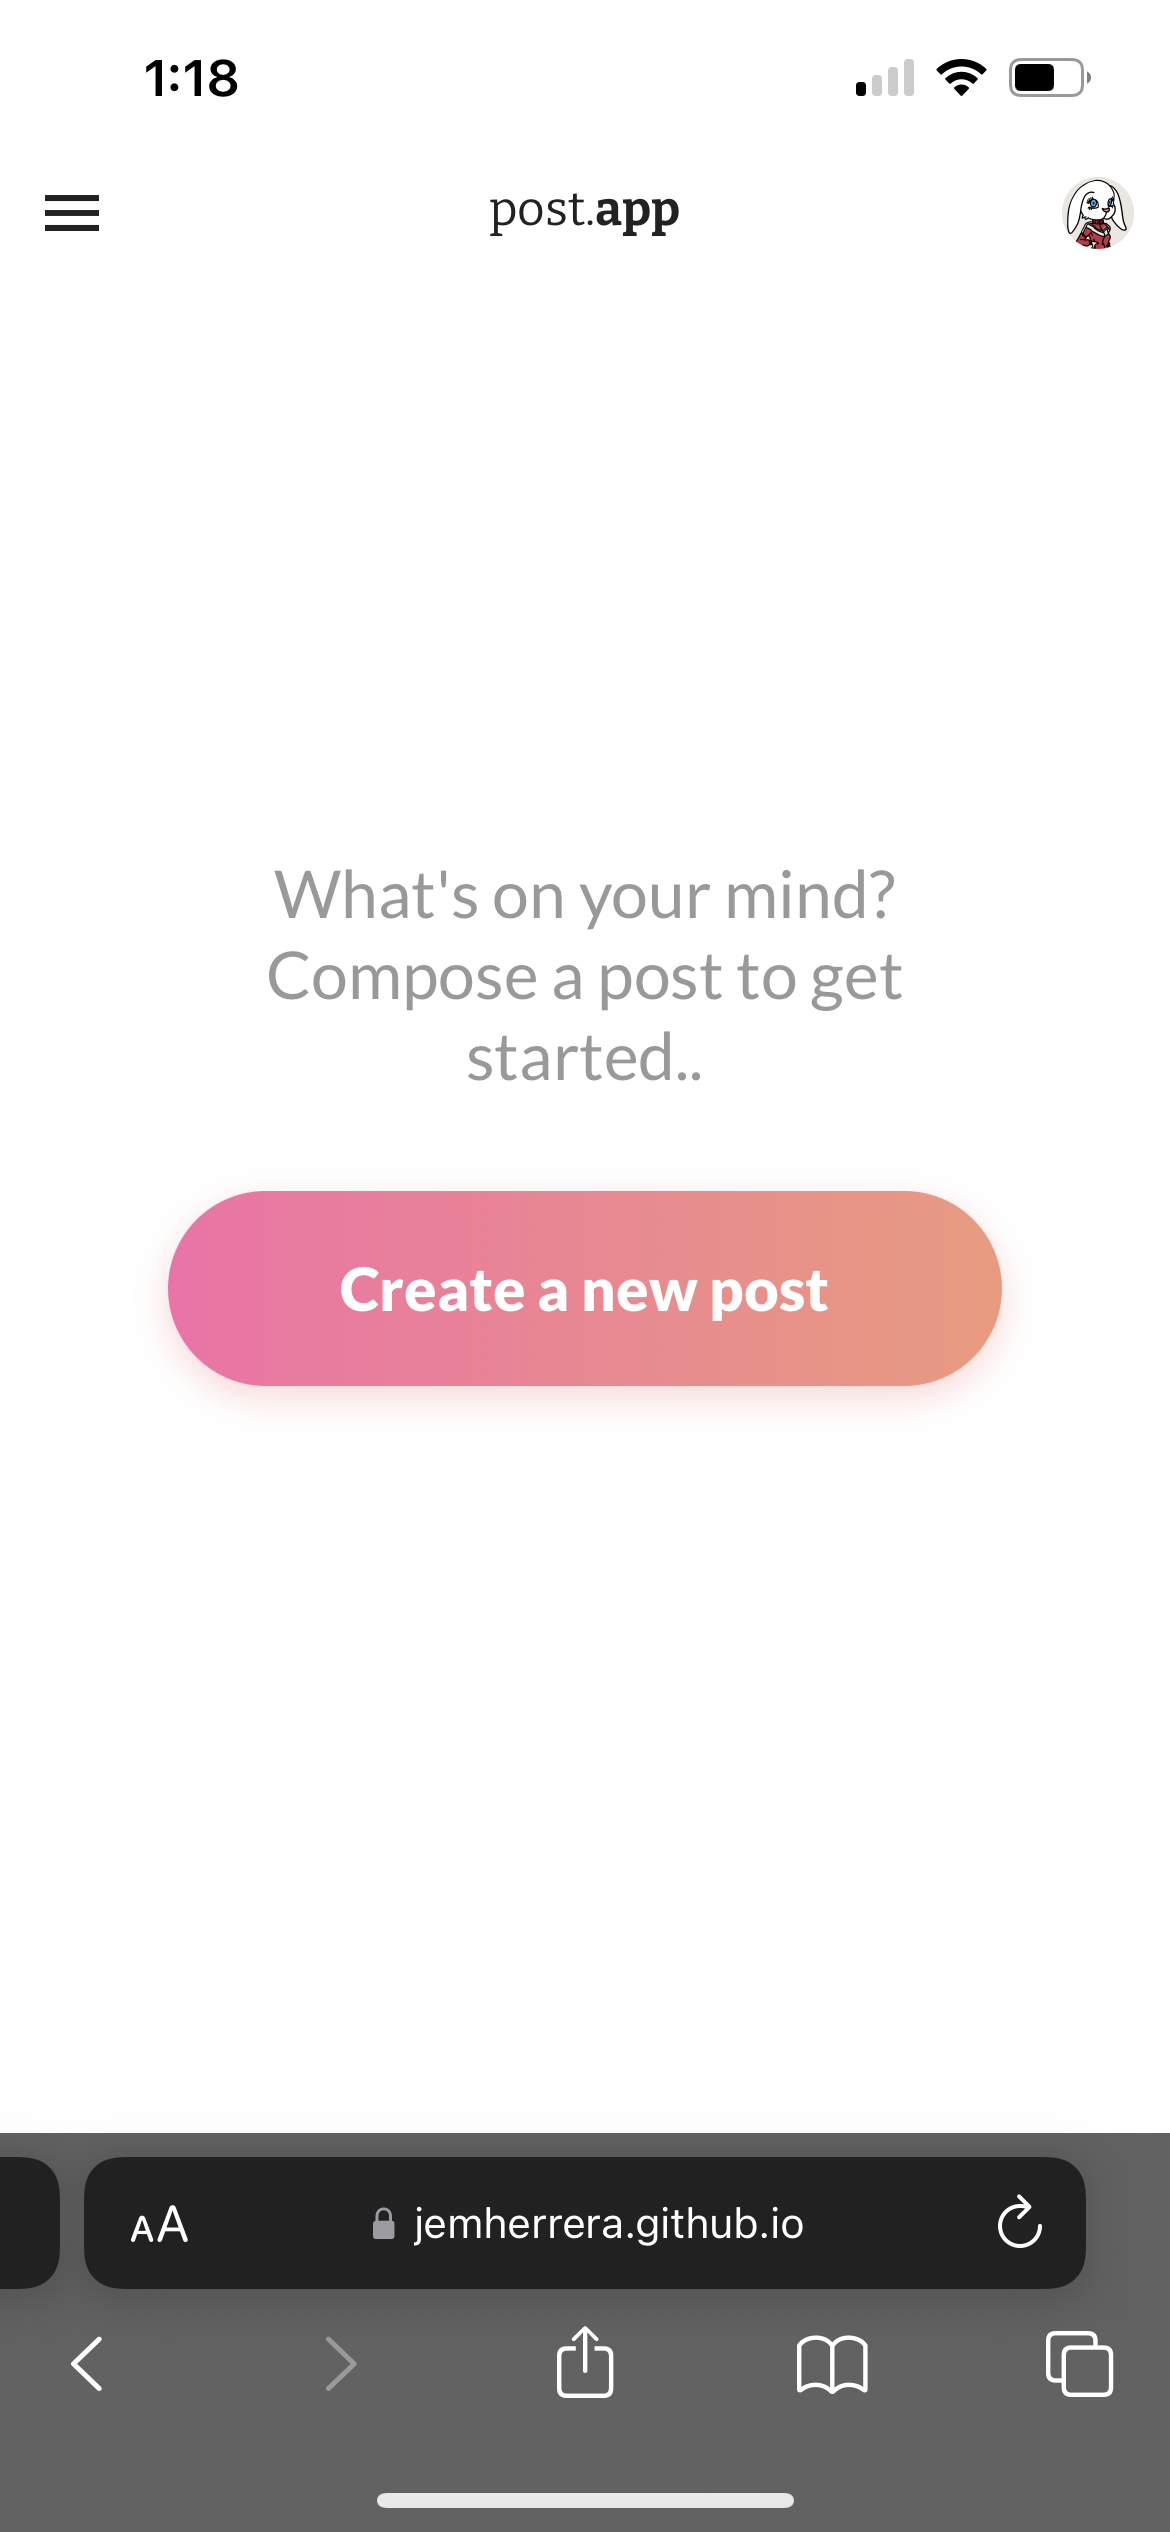 1:18
post.app
What's on your mind?
Compose a post to get
started..
Create a new post
AA
jemherrera.github.io